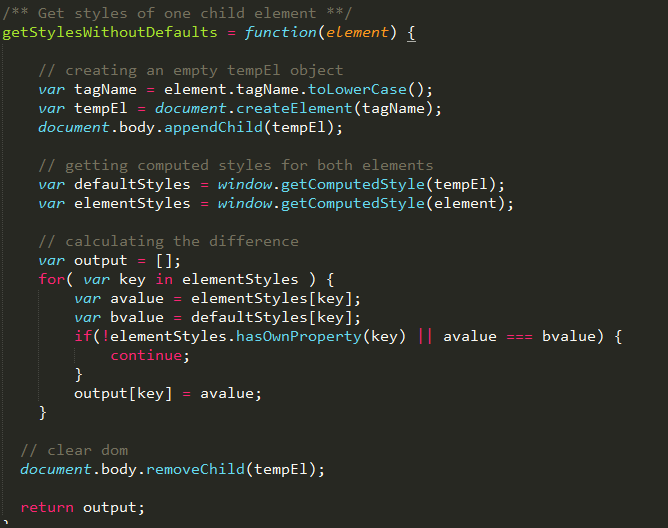 /** Get styles of one child element **/
getStylesWithoutDefaults = function(element) {
// creating an empty tempEl object
var tagName = element.tagName.toLowerCase();
var tempEl = document.createElement(tagName);
document.body.appendChild(tempEl);
// getting computed styles for both elements
var defaultStyles = window.getComputedStyle(tempEl);
var elementStyles = window.getComputedStyle(element);
// calculating the difference
var output = [];
for( var key in elementStyles ) {
var avalue = elementStyles[key];
var bvalue = defaultStyles[key];
if(!elementStyles.hasOwnProperty(key) || avalue === bvalue) {
continue;
}
output[key] = avalue;
}
// clear dom
document.body.removeChild(tempEl);
return output;
}